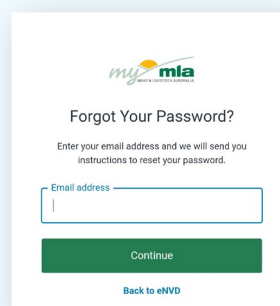 my mla
MEAT & LIVESTOCK AUSTRALIA
Forgot Your Password?
Enter your email address and we will send you
instructions to reset your password.
Email address
Continue
Back to eNVD